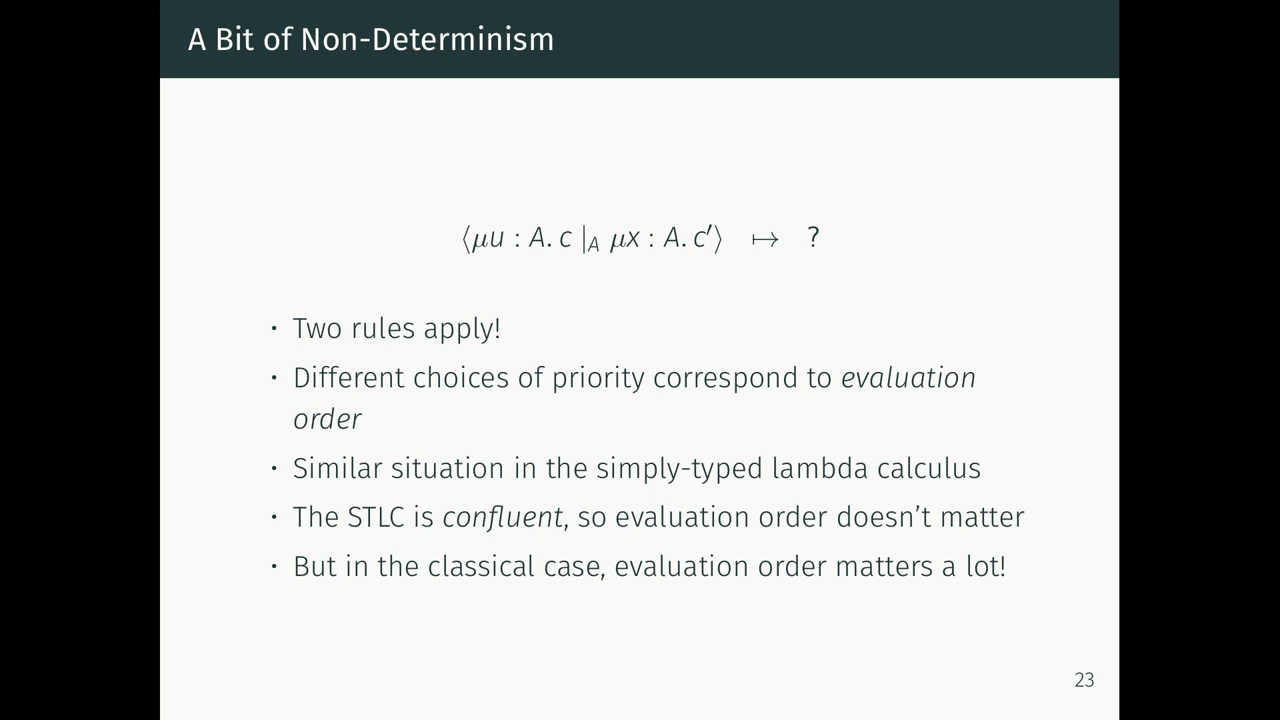 A Bit of Non-Determinism
⟨μu : A. c |_A μx : A. c′⟩ ↦ ?
• Two rules apply!
• Different choices of priority correspond to evaluation
order
• Similar situation in the simply-typed lambda calculus
• The STLC is confluent, so evaluation order doesn’t matter
• But in the classical case, evaluation order matters a lot!
23